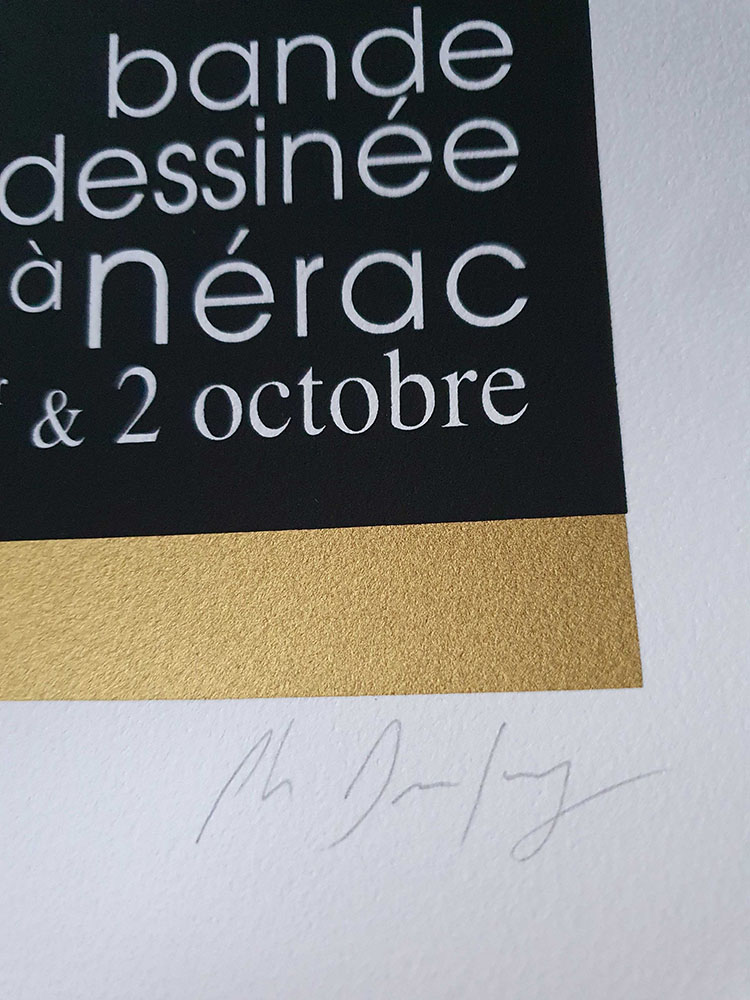 bande
dessinée
à nérac
& 2 octobre